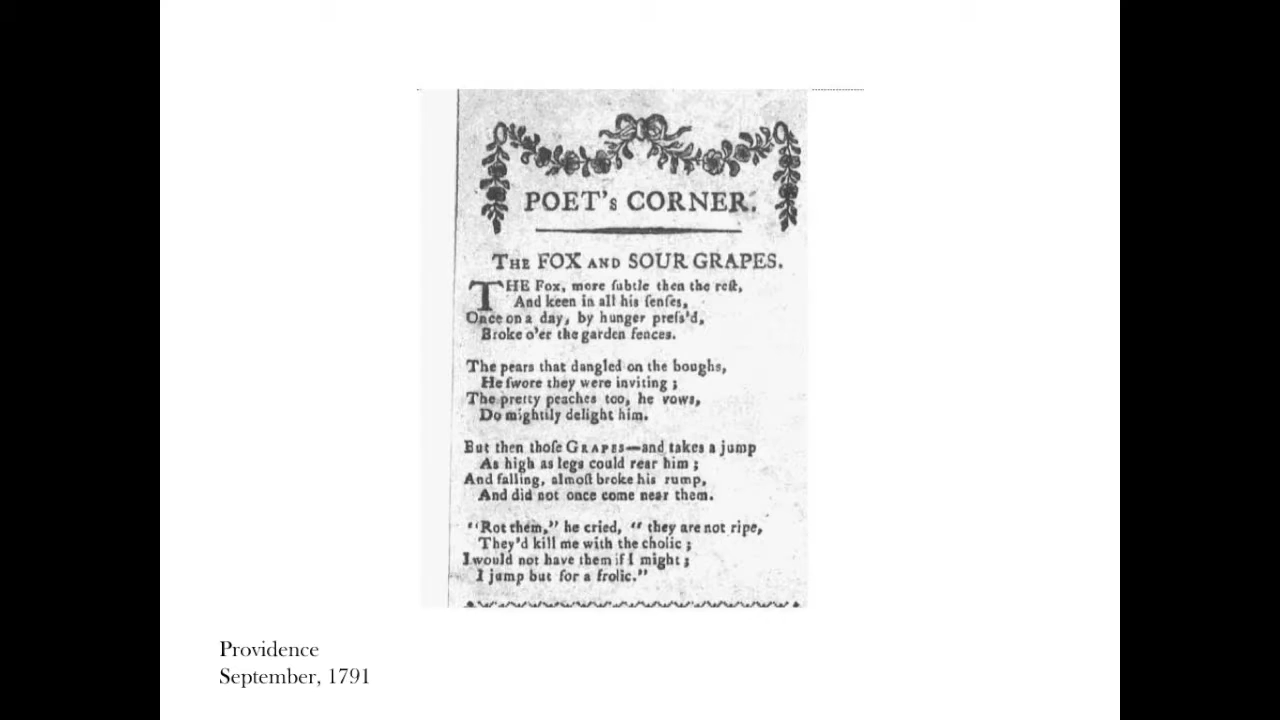 POET's CORNER.
THE FOX AND SOUR GRAPES.
THE Fox, more ſubtle then the reſt,
And keen in all his ſenſes,
Once on a day, by hunger preſs'd,
Broke o'er the garden fences.
The pears that dangled on the boughs,
He ſwore they were inviting ;
The pretty peaches too, he vows,
Do mightily delight him.
But then thoſe GRAPES—and takes a jump
As high as legs could rear him ;
And falling, almoſt broke his rump,
And did not once come near them.
"Rot them," he cried, " they are not ripe,
They'd kill me with the cholic ;
I would not have them if I might ;
I jump but for a frolic."
Providence
September, 1791